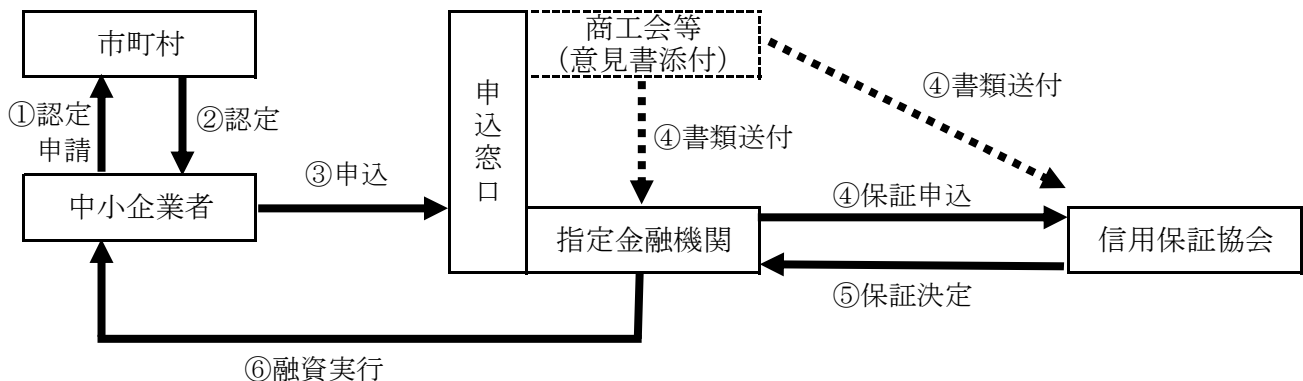 市町村
①認定
申請
②認定
中小企業者
③申込
申込窓口
商工会等
(意見書添付)
④書類送付
④書類送付
指定金融機関
④保証申込
⑤保証決定
信用保証協会
⑥融資実行